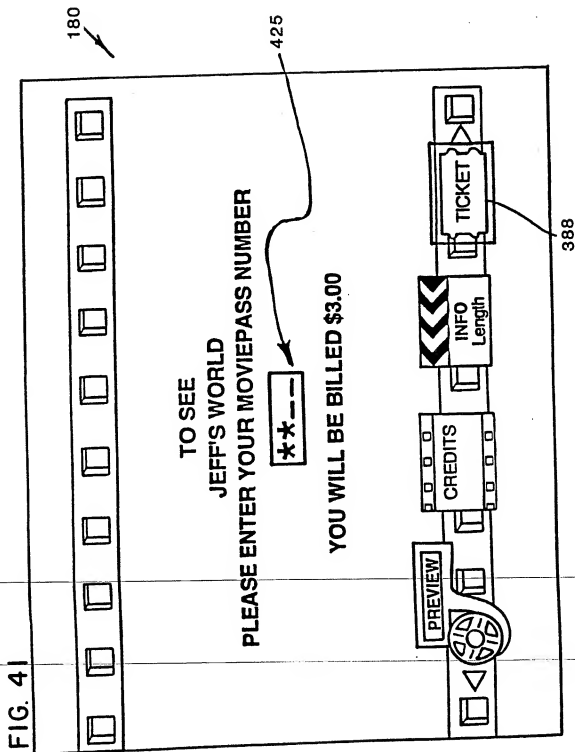 FIG. 41
180
TO SEE
JEFF'S WORLD
PLEASE ENTER YOUR MOVIEPASS NUMBER
**__
425
YOU WILL BE BILLED $3.00
PREVIEW
CREDITS
INFO
Length
TICKET
388